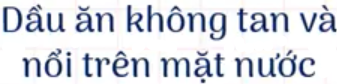 Dầu ăn không tan và
nổi trên mặt nước